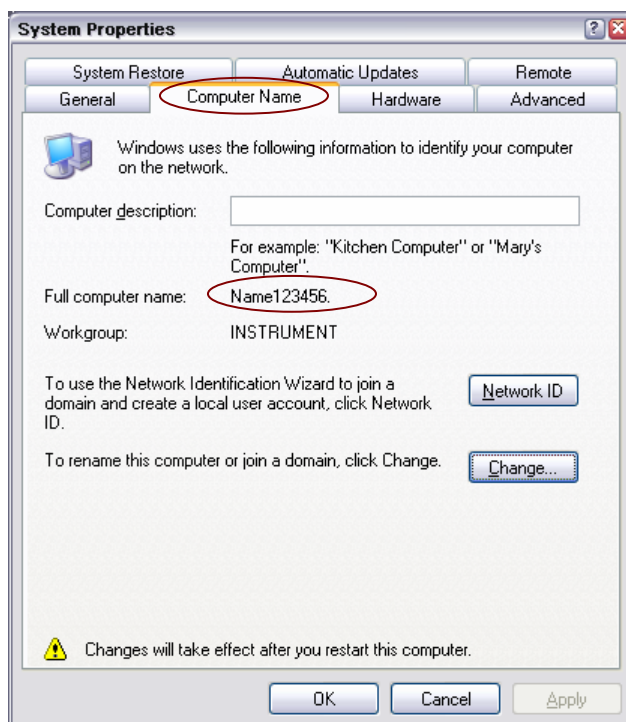 System Properties
System Restore
Automatic Updates
Remote
General
Computer Name
Hardware
Advanced
Windows uses the following information to identify your computer
on the network.
Computer description:
For example: "Kitchen Computer" or "Mary's
Computer".
Full computer name: Name123456.
Workgroup: INSTRUMENT
To use the Network Identification Wizard to join a
domain and create a local user account, click Network
ID.
Network ID
To rename this computer or join a domain, click Change.
Change...
Changes will take effect after you restart this computer.
OK
Cancel
Apply